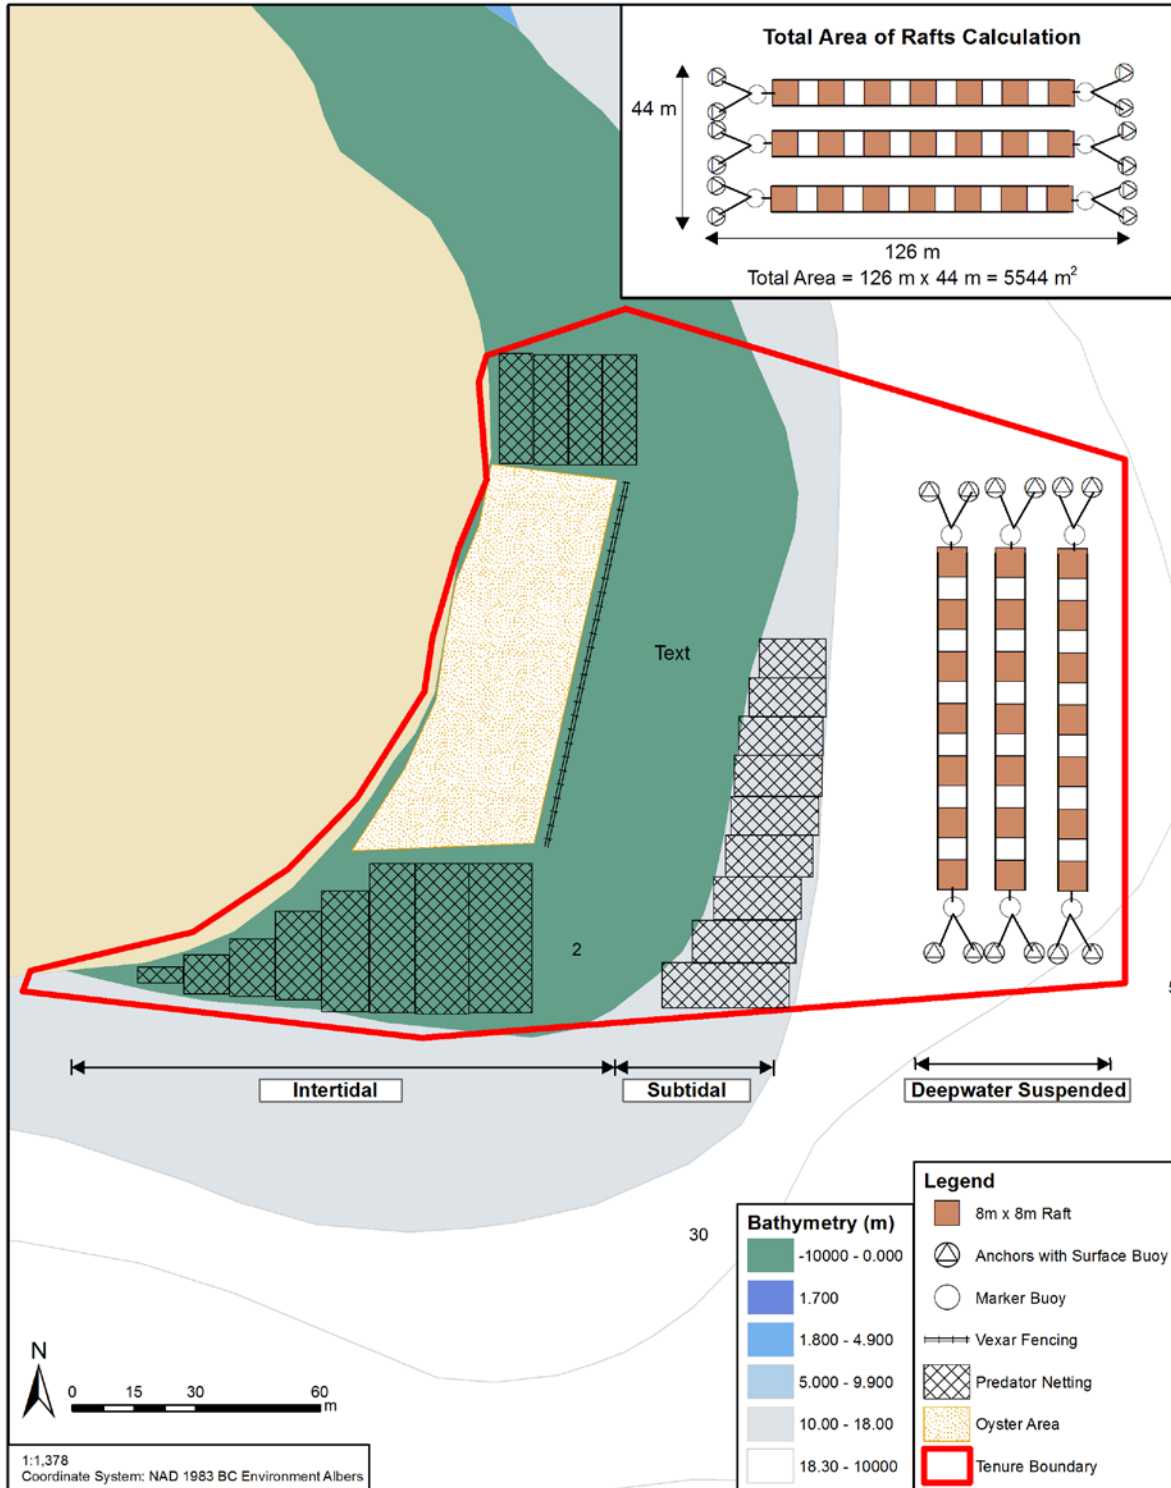 Total Area of Rafts Calculation
44 m
126 m
Total Area = 126 m x 44 m = 5544 m²
Text
2
5
Intertidal
Subtidal
Deepwater Suspended
30
Bathymetry (m)
-10000 - 0.000
1.700
1.800 - 4.900
5.000 - 9.900
10.00 - 18.00
18.30 - 10000
Legend
8m x 8m Raft
Anchors with Surface Buoy
Marker Buoy
Vexar Fencing
Predator Netting
Oyster Area
Tenure Boundary
N
0 15 30 60
m
1:1,378
Coordinate System: NAD 1983 BC Environment Albers